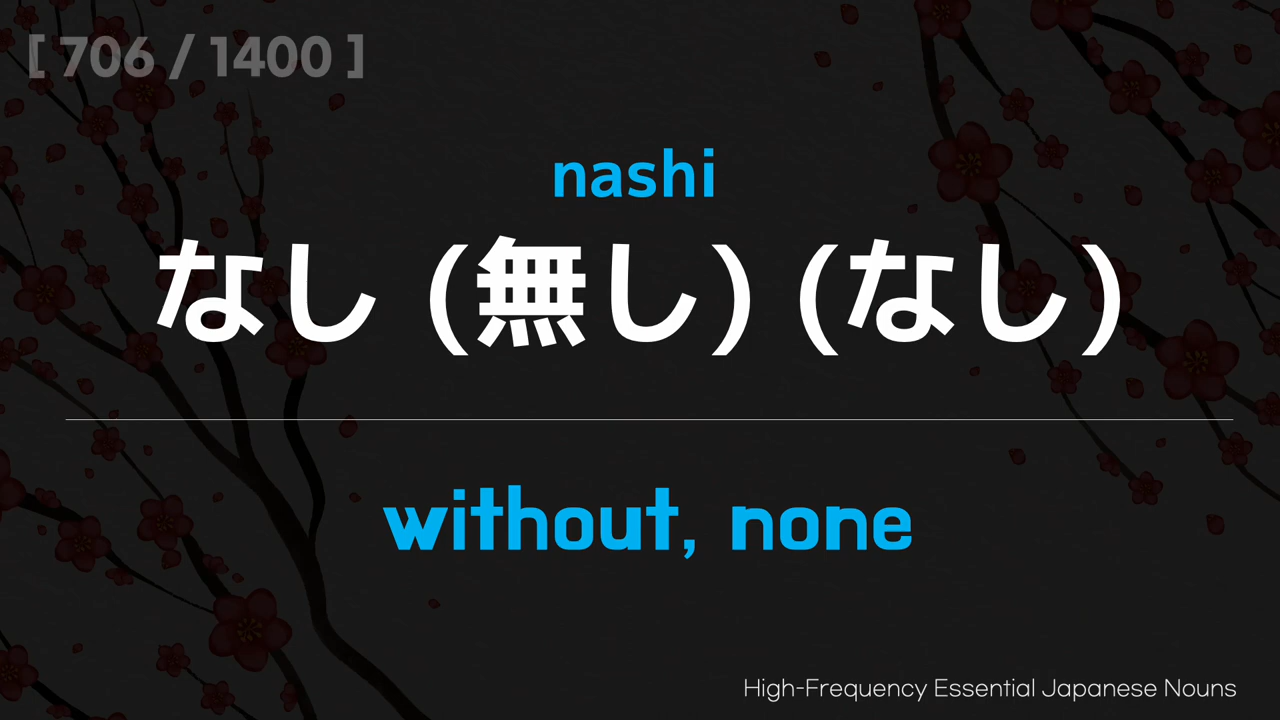 [ 706 / 1400 ]
nashi
なし (無し) (なし)
without, none
High-Frequency Essential Japanese Nouns